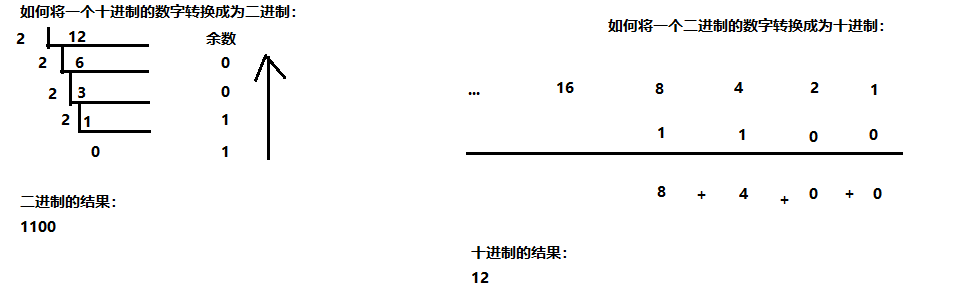 如何将一个十进制的数字转换成为二进制：
2 12 余数
2 6 0
2 3 0
2 1 1
0 1
二进制的结果：
1100
如何将一个二进制的数字转换成为十进制：
... 16 8 4 2 1
1 1 0 0
8 + 4 + 0 + 0
十进制的结果：
12